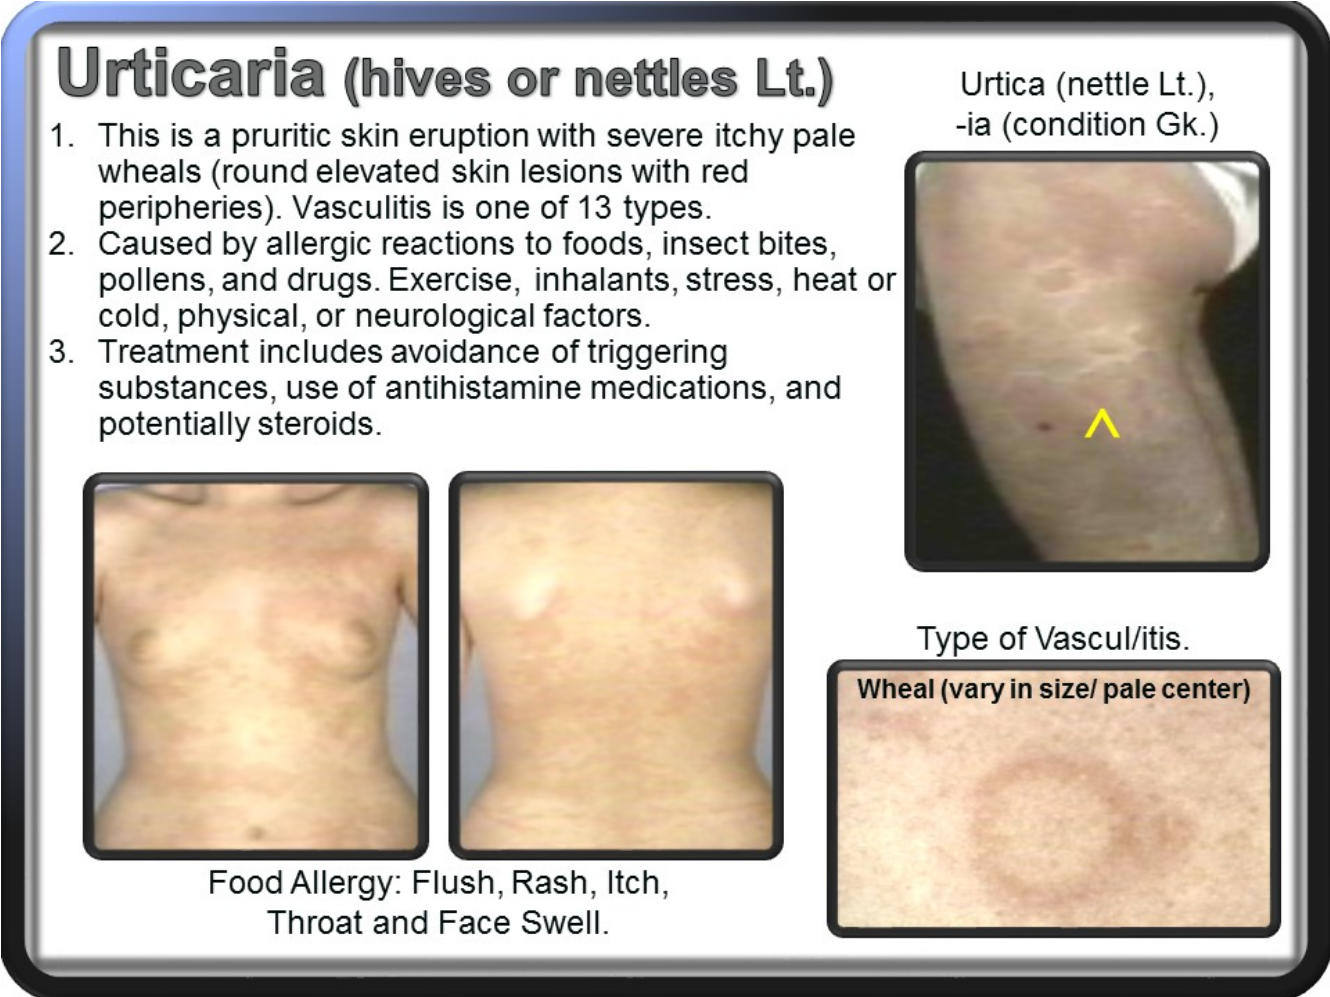 Urticaria (hives or nettles Lt.)
1. This is a pruritic skin eruption with severe itchy pale
wheals (round elevated skin lesions with red
peripheries). Vasculitis is one of 13 types.
2. Caused by allergic reactions to foods, insect bites,
pollens, and drugs. Exercise, inhalants, stress, heat or
cold, physical, or neurological factors.
3. Treatment includes avoidance of triggering
substances, use of antihistamine medications, and
potentially steroids.
Urtica (nettle Lt.),
-ia (condition Gk.)
^
Food Allergy: Flush, Rash, Itch,
Throat and Face Swell.
Type of Vascul/itis.
Wheal (vary in size/ pale center)